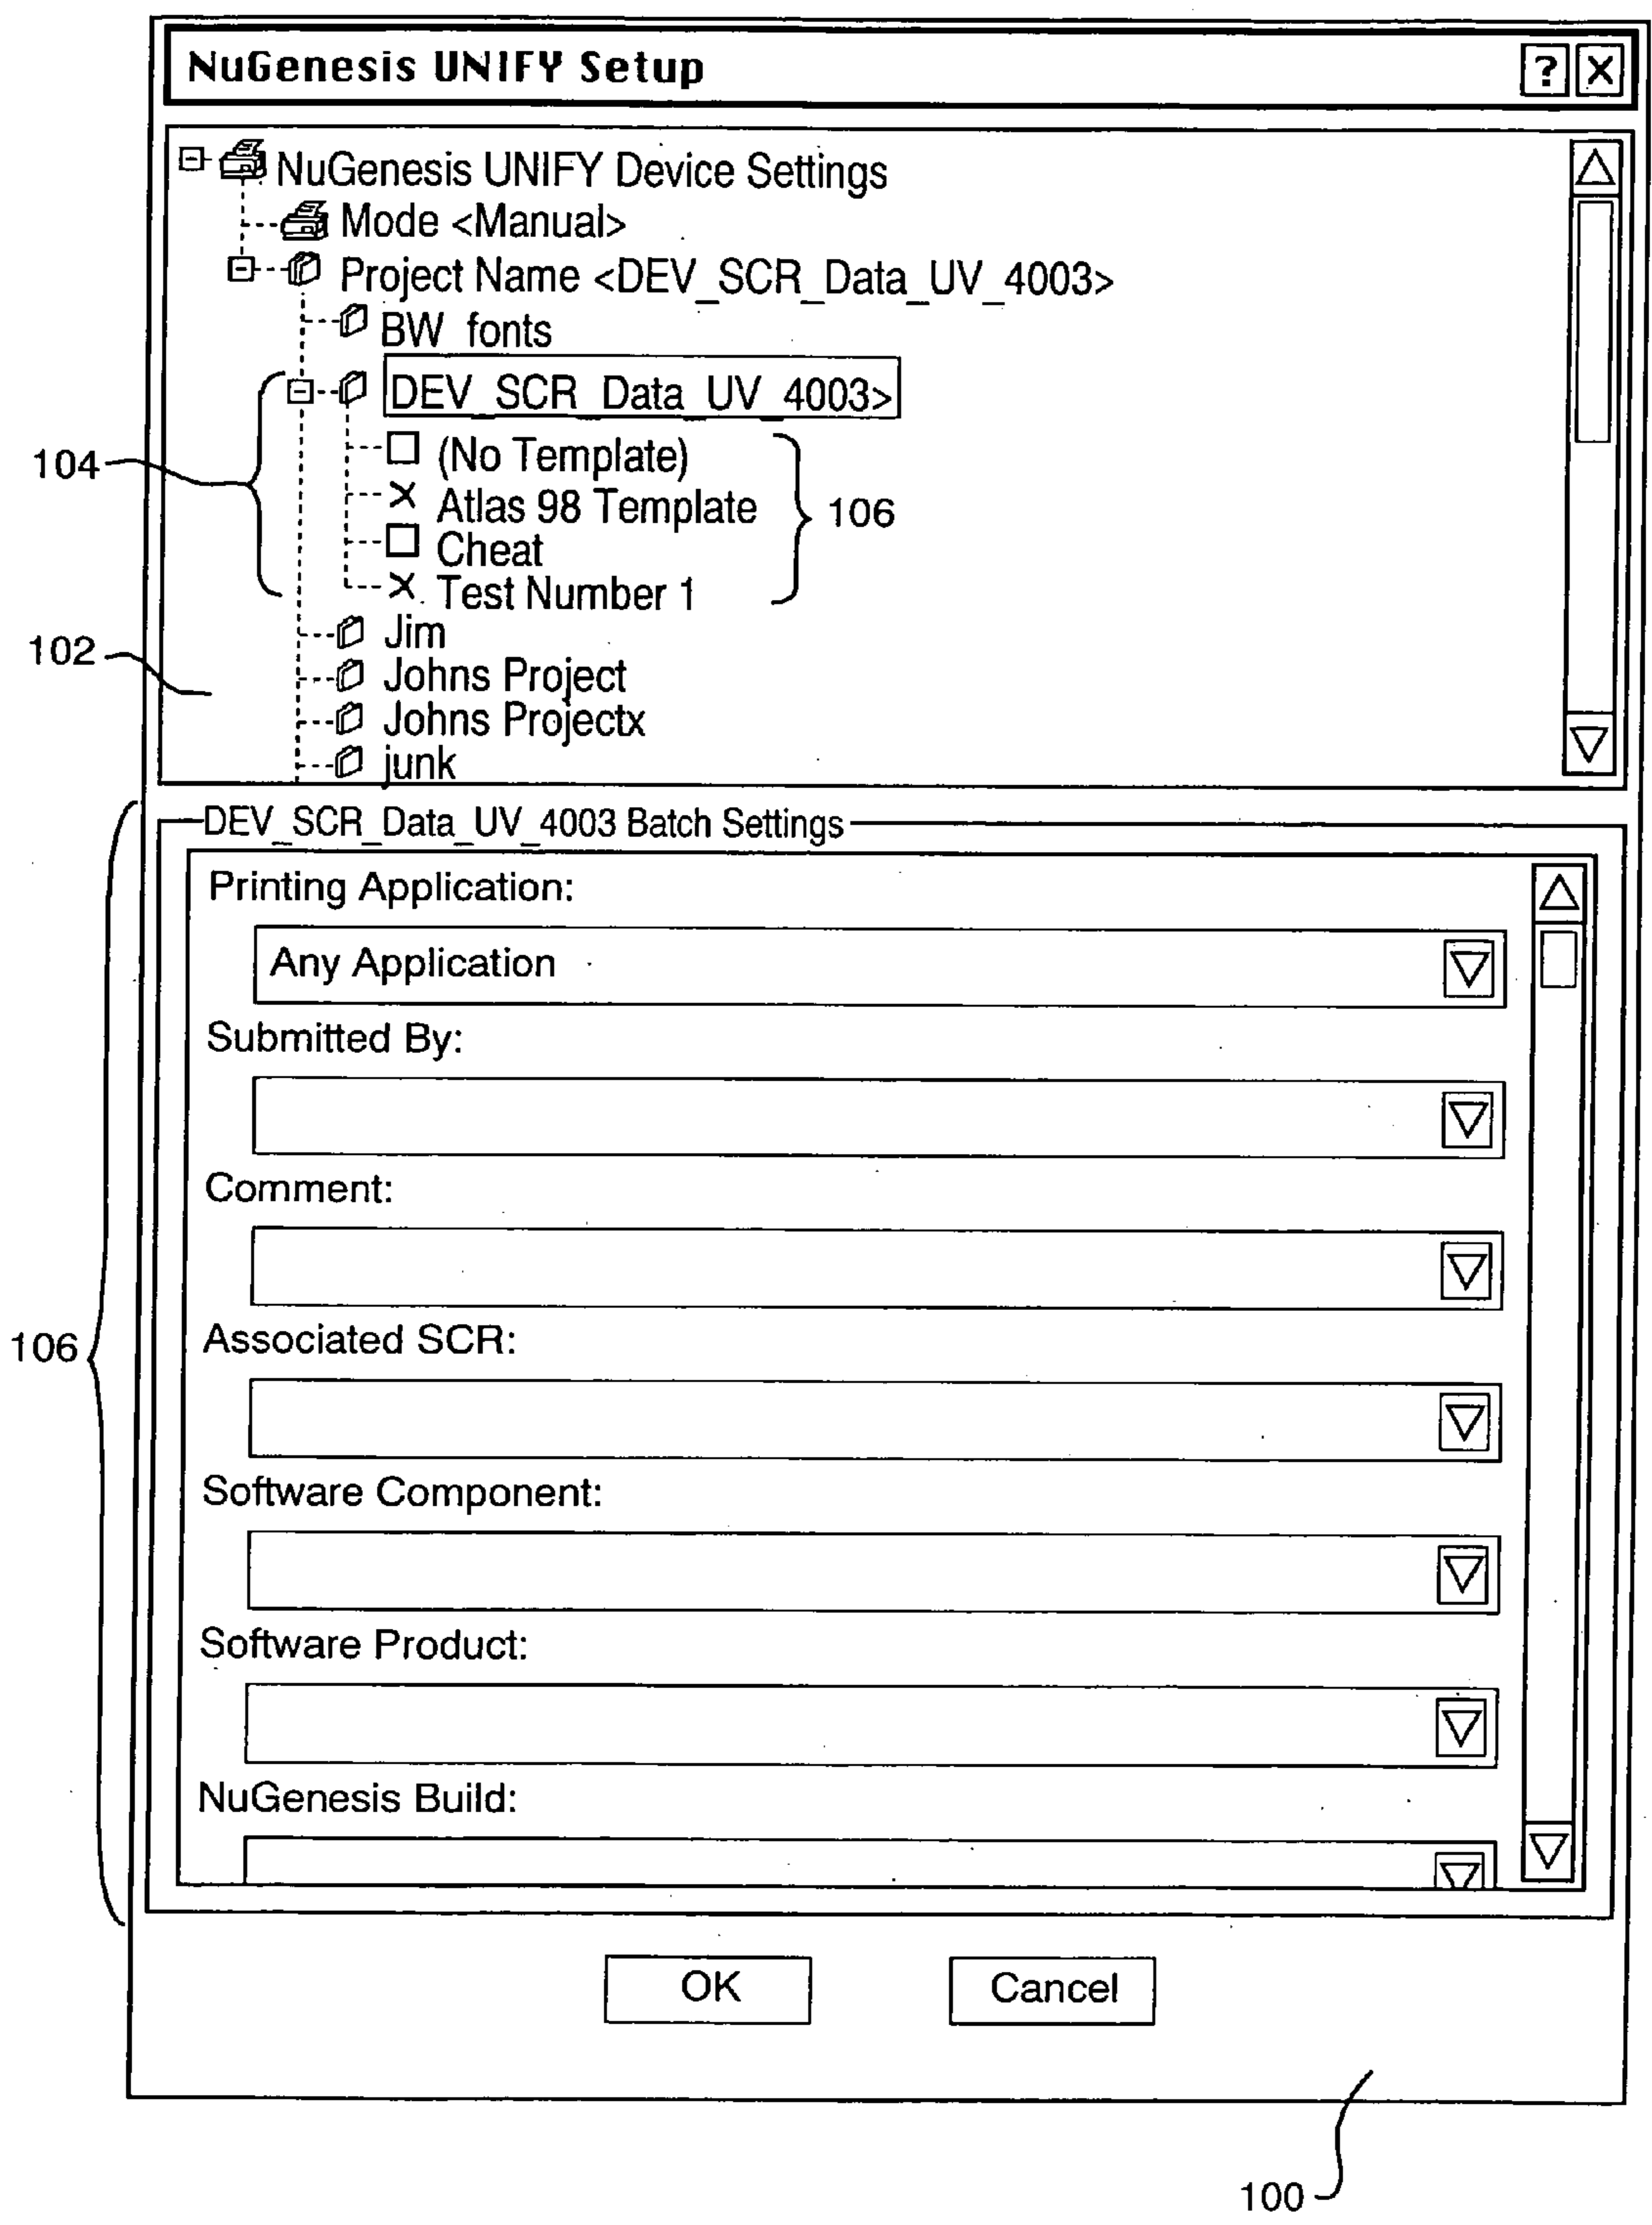 NuGenesis UNIFY Setup ? X
NuGenesis UNIFY Device Settings
Mode <Manual>
Project Name <DEV_SCR_Data_UV_4003>
BW fonts
DEV_SCR_Data_UV_4003>
104
(No Template)
Atlas 98 Template
106
Cheat
Test Number 1
Jim
102
Johns Project
Johns Projectx
junk
DEV_SCR_Data_UV_4003 Batch Settings
Printing Application:
Any Application
Submitted By:
Comment:
106
Associated SCR:
Software Component:
Software Product:
NuGenesis Build:
OK Cancel
100